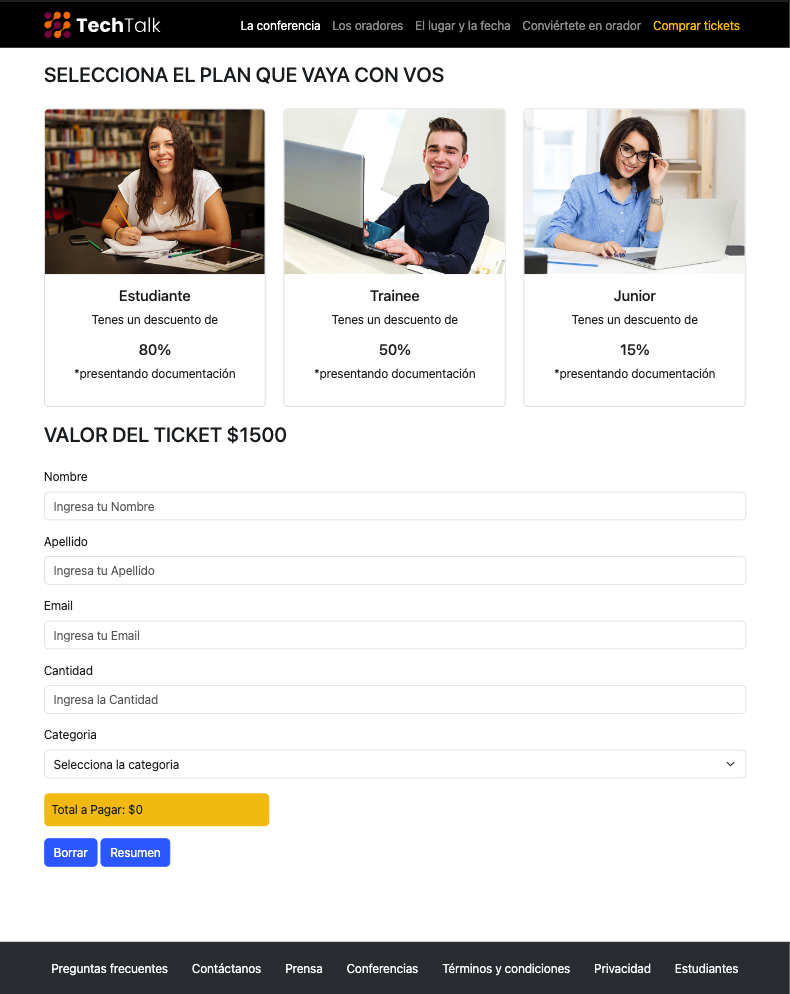 TechTalk
La conferencia Los oradores El lugar y la fecha Conviértete en orador Comprar tickets
SELECCIONA EL PLAN QUE VAYA CON VOS
Estudiante
Tenes un descuento de
80%
*presentando documentación
Trainee
Tenes un descuento de
50%
*presentando documentación
Junior
Tenes un descuento de
15%
*presentando documentación
VALOR DEL TICKET $1500
Nombre
Ingresa tu Nombre
Apellido
Ingresa tu Apellido
Email
Ingresa tu Email
Cantidad
Ingresa la Cantidad
Categoria
Selecciona la categoria
Total a Pagar: $0
Borrar Resumen
Preguntas frecuentes Contáctanos Prensa Conferencias Términos y condiciones Privacidad Estudiantes